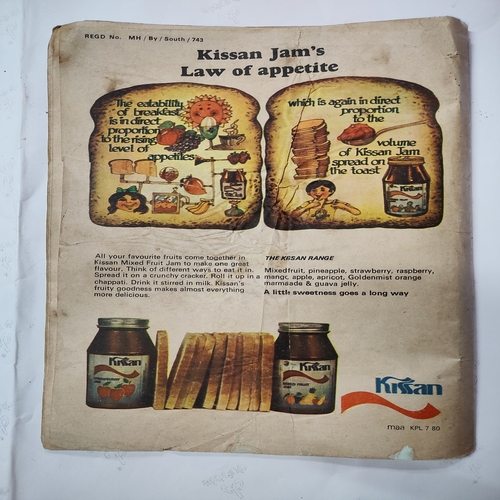 REGD No. MH / By / South / 743
Kissan Jam's
Law of appetite
The eatability
of breakfast
is in direct
proportion
to the rising
level of
appetites
which is again in direct
proportion
to the
volume
of Kissan Jam
spread on
the toast
Kissan
All your favourite fruits come together in
Kissan Mixed Fruit Jam to make one great
flavour. Think of different ways to eat it in.
Spread it on a crunchy cracker. Roll it up in a
chappati. Drink it stirred in milk. Kissan's
fruity goodness makes almost everything
more delicious.
THE KISSAN RANGE
Mixedfruit, pineapple, strawberry, raspberry,
mango, apple, apricot, Goldenmist orange
marmalade & guava jelly.
A little sweetness goes a long way
Kissan
Kissan
MIXED FRUIT
JAM
Kissan
maa KPL 7 80